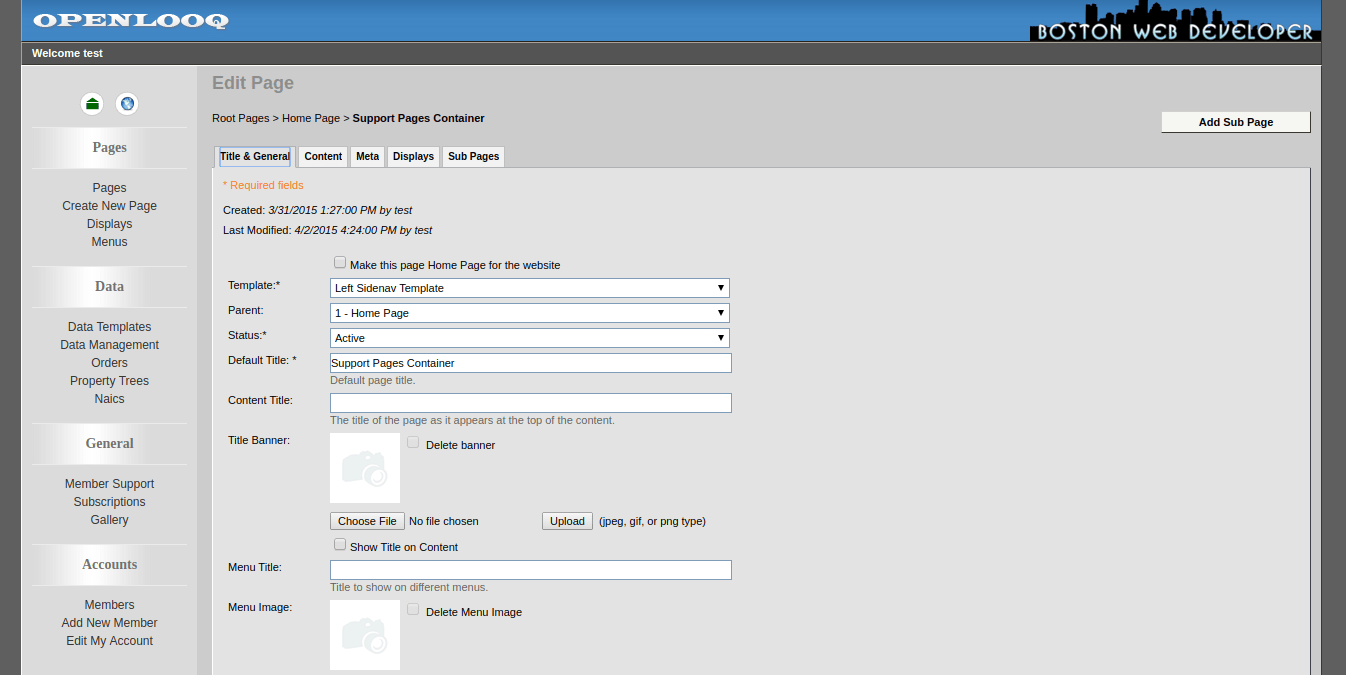 OPENLOOQ
BOSTON WEB DEVELOPER
Welcome test
Pages
Pages
Create New Page
Displays
Menus
Data
Data Templates
Data Management
Orders
Property Trees
Naics
General
Member Support
Subscriptions
Gallery
Accounts
Members
Add New Member
Edit My Account
Edit Page
Root Pages > Home Page > Support Pages Container
Add Sub Page
Title & General Content Meta Displays Sub Pages
* Required fields
Created: 3/31/2015 1:27:00 PM by test
Last Modified: 4/2/2015 4:24:00 PM by test
Make this page Home Page for the website
Template:* Left Sidenav Template
Parent: 1 - Home Page
Status:* Active
Default Title: * Support Pages Container
Default page title.
Content Title:
The title of the page as it appears at the top of the content.
Title Banner: Delete banner
Choose File No file chosen Upload (jpeg, gif, or png type)
Show Title on Content
Menu Title:
Title to show on different menus.
Menu Image: Delete Menu Image